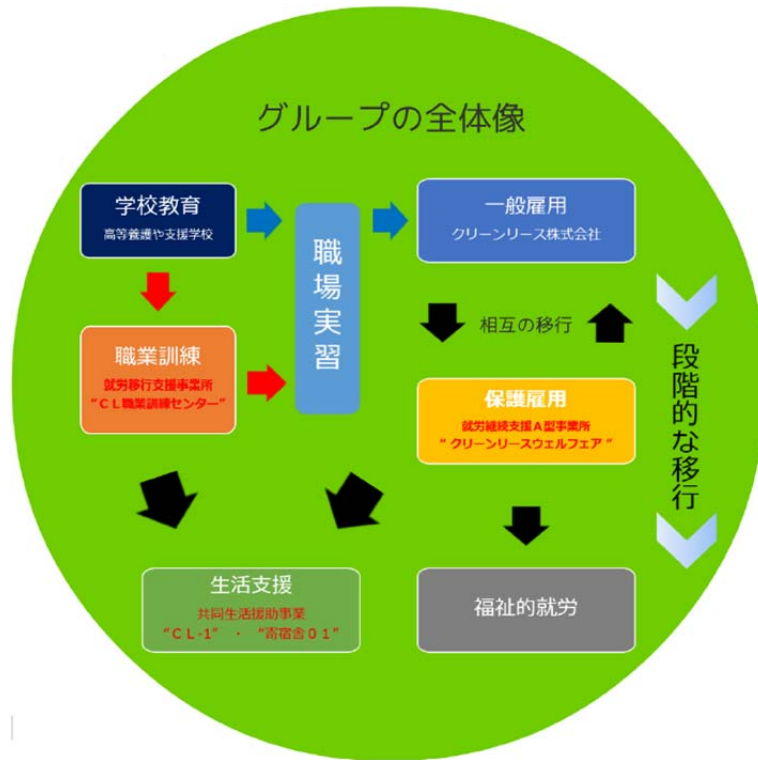 グループの全体像
学校教育
高等養護や支援学校
職場実習
一般雇用
クリーンリース株式会社
相互の移行
職業訓練
就労移行支援事業所
“ＣＬ職業訓練センター”
保護雇用
就労継続支援Ａ型事業所
“ クリーンリースウェルフェア ”
段階的な移行
生活支援
共同生活援助事業
“ＣＬ-1” ・ “寄宿舎０１”
福祉的就労